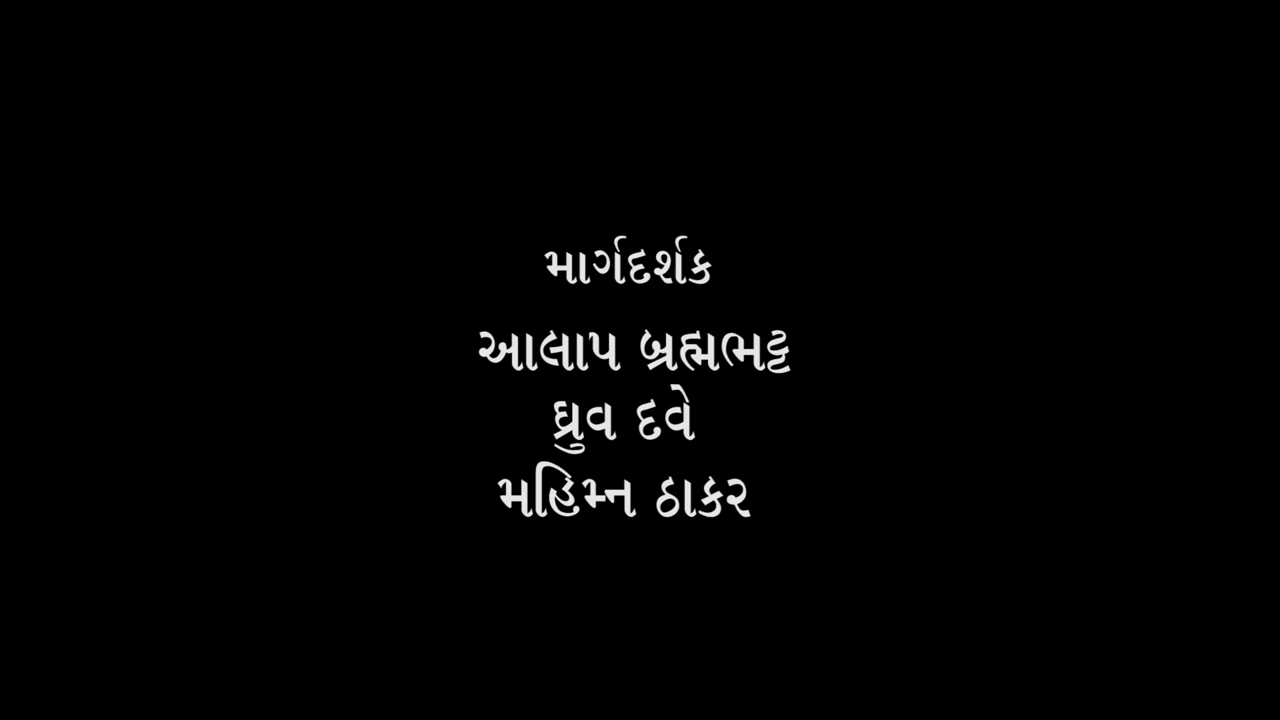 માર્ગદર્શક
આલાપ બ્રહ્મભટ્ટ
ધ્રુવ દવે
મહિમ્ન ઠાકર